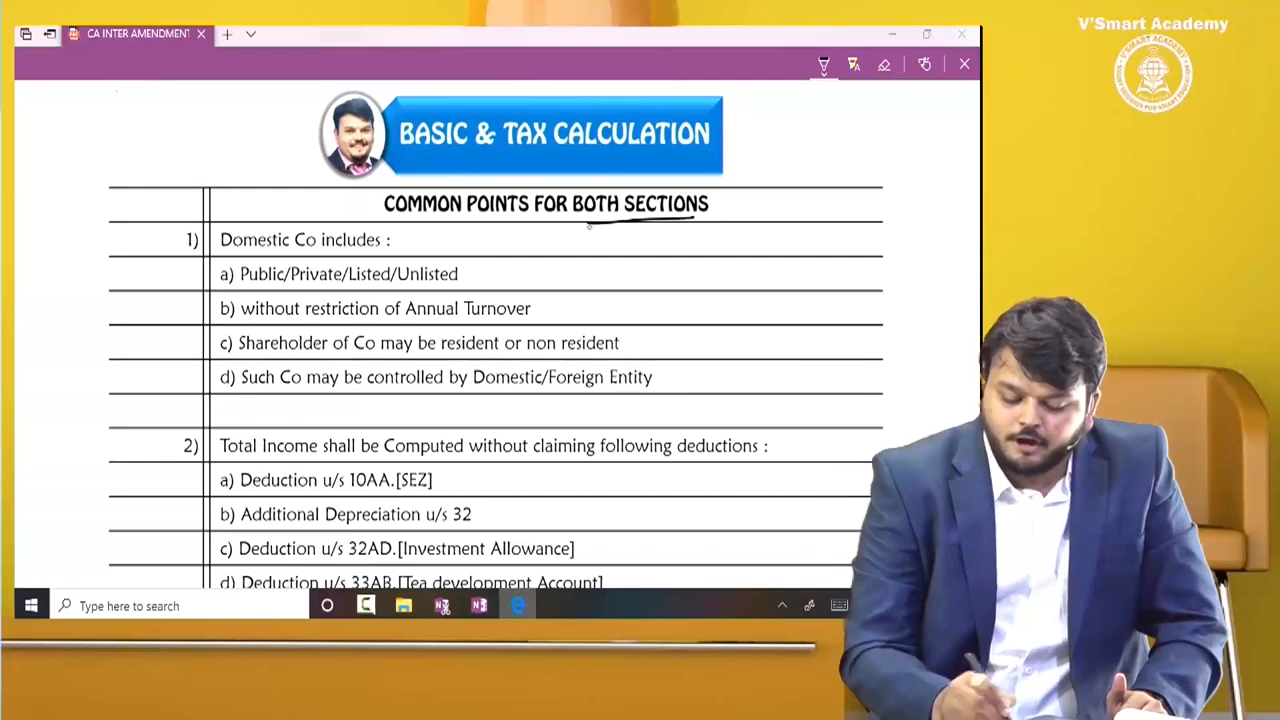 V'Smart Academy
CA INTER AMENDMENT
BASIC & TAX CALCULATION
COMMON POINTS FOR BOTH SECTIONS
1) Domestic Co includes :
a) Public/Private/Listed/Unlisted
b) without restriction of Annual Turnover
c) Shareholder of Co may be resident or non resident
d) Such Co may be controlled by Domestic/Foreign Entity
2) Total Income shall be Computed without claiming following deductions :
a) Deduction u/s 10AA.[SEZ]
b) Additional Depreciation u/s 32
c) Deduction u/s 32AD.[Investment Allowance]
d) Deduction u/s 33AB.[Tea development Account]
Type here to search